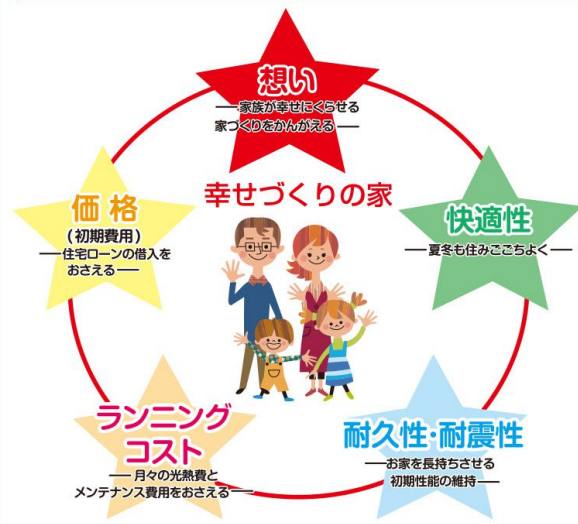 想い
― 家族が幸せにくらせる
家づくりをかんがえる ―
幸せづくりの家
価 格
(初期費用)
― 住宅ローンの借入を
おさえる ―
快適性
― 夏冬も住みここちよく ―
ランニング
コスト
― 月々の光熱費と
メンテナンス費用をおさえる ―
耐久性・耐震性
― お家を長持ちさせる
初期性能の維持 ―